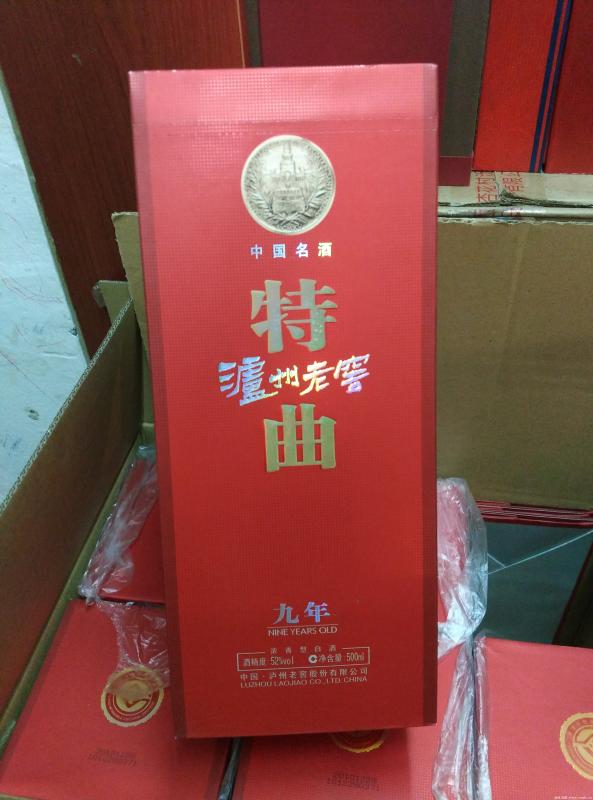 中国名酒
特
泸州老窖
曲
九年
NINE YEARS OLD
浓香型白酒
酒精度 52%vol 净含量 500ml
中国·泸州老窖股份有限公司
LUZHOU LAOJIAO CO., LTD. CHINA